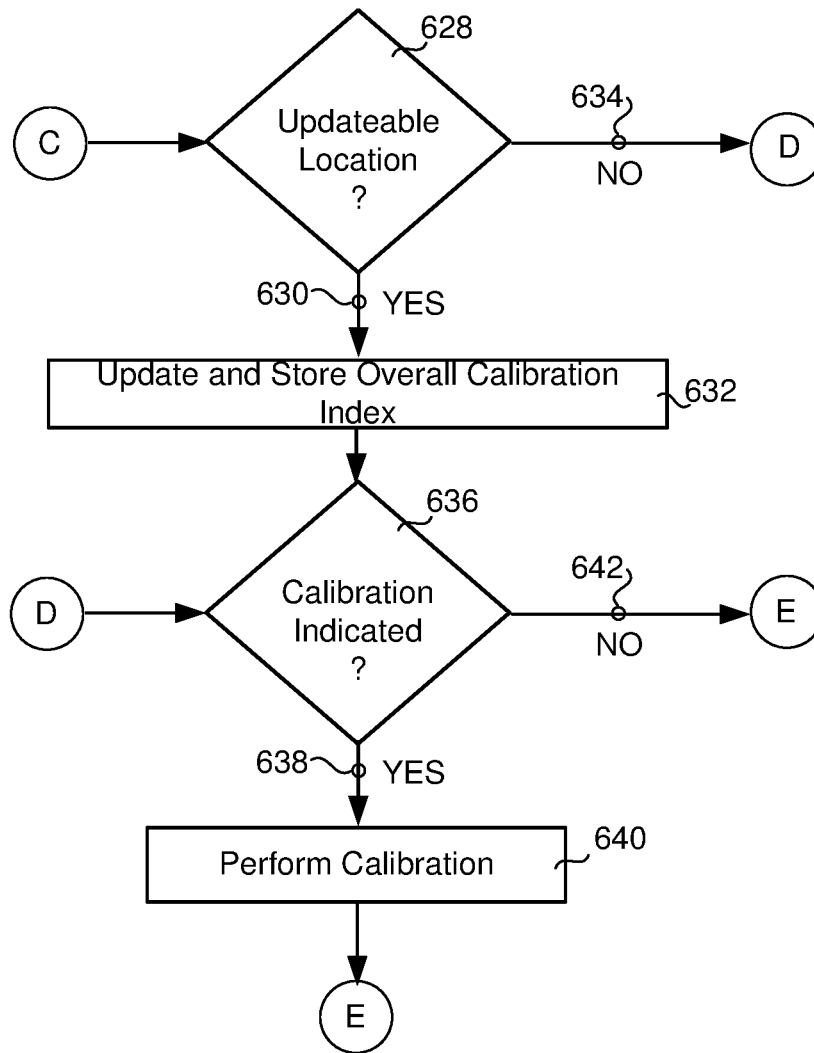 628
Updateable
Location
?
C
634
NO
D
630
YES
Update and Store Overall Calibration
Index
632
636
Calibration
Indicated
?
D
642
NO
E
638
YES
Perform Calibration
640
E